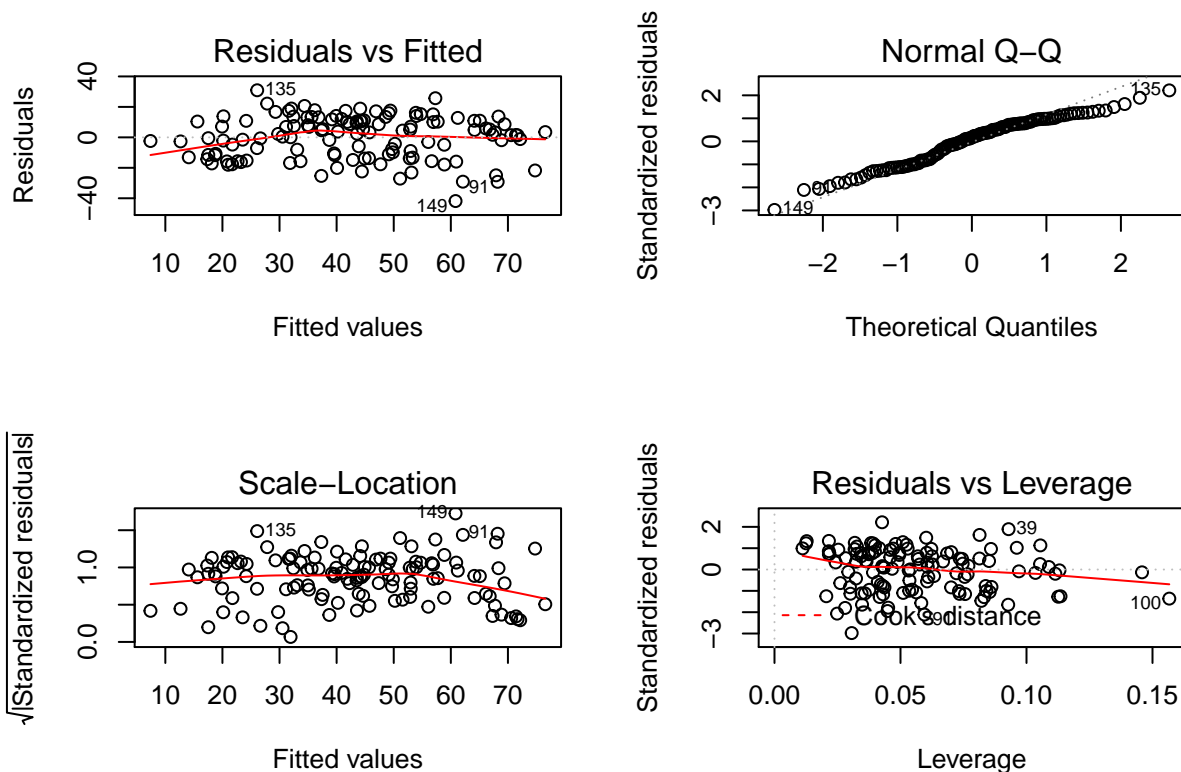 Residuals vs Fitted
Residuals
40
0
−40
135
91
149
10 20 30 40 50 60 70
Fitted values
Normal Q−Q
Standardized residuals
2
0
−3
135
149
−2 −1 0 1 2
Theoretical Quantiles
Scale−Location
√|Standardized residuals|
1.0
0.0
149
135
91
10 20 30 40 50 60 70
Fitted values
Residuals vs Leverage
Standardized residuals
2
0
−3
39
100
Cook's distance
0.00 0.05 0.10 0.15
Leverage